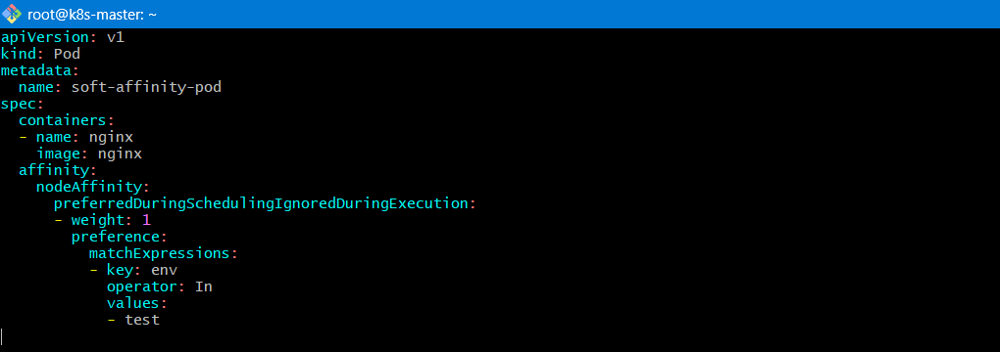 root@k8s-master: ~
apiVersion: v1
kind: Pod
metadata:
  name: soft-affinity-pod
spec:
  containers:
  - name: nginx
    image: nginx
  affinity:
    nodeAffinity:
      preferredDuringSchedulingIgnoredDuringExecution:
      - weight: 1
        preference:
          matchExpressions:
          - key: env
            operator: In
            values:
            - test